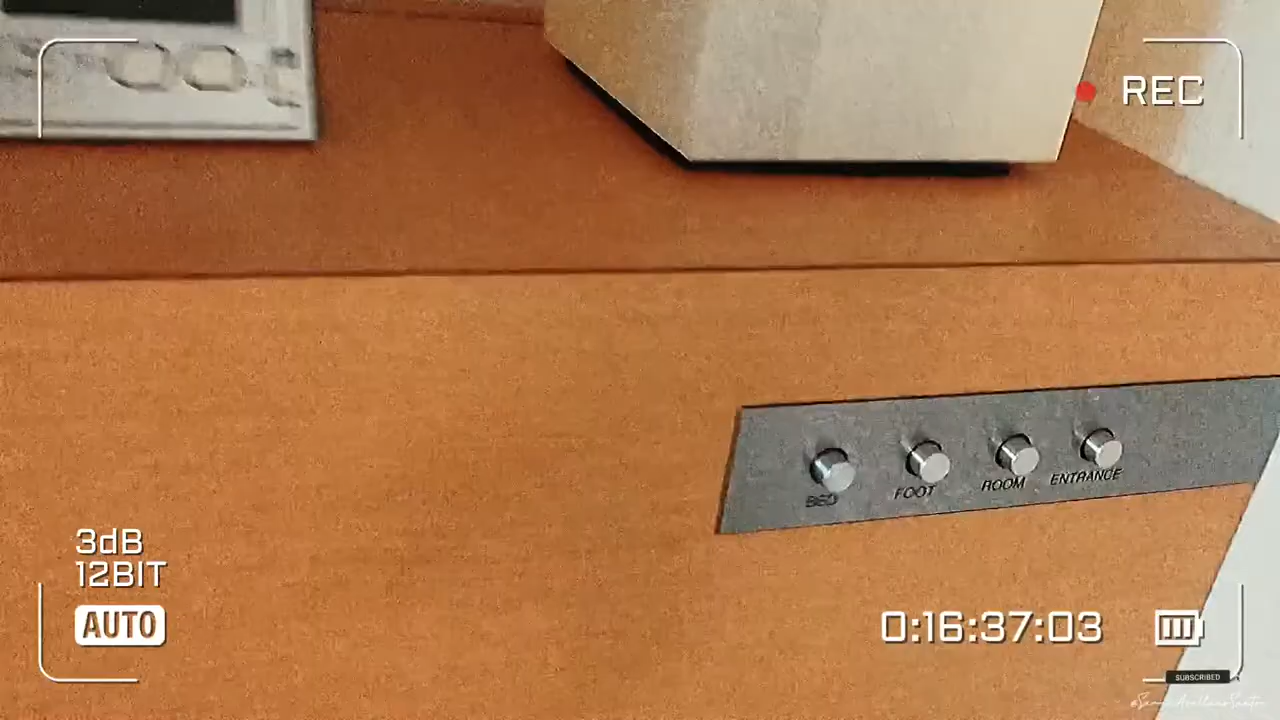 REC
BED
FOOT
ROOM
ENTRANCE
3dB
12BIT
AUTO
0:16:37:03
SUBSCRIBED